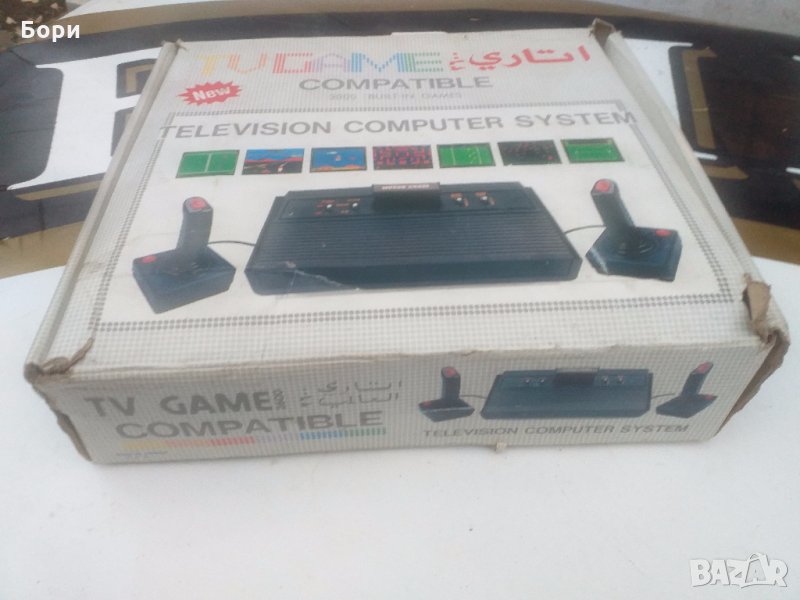 Бори
TV GAME اتاري
New
COMPATIBLE
BUILT-IN GAMES
TELEVISION COMPUTER SYSTEM
TV GAME اتاري
COMPATIBLE
TELEVISION COMPUTER SYSTEM
BAZAR